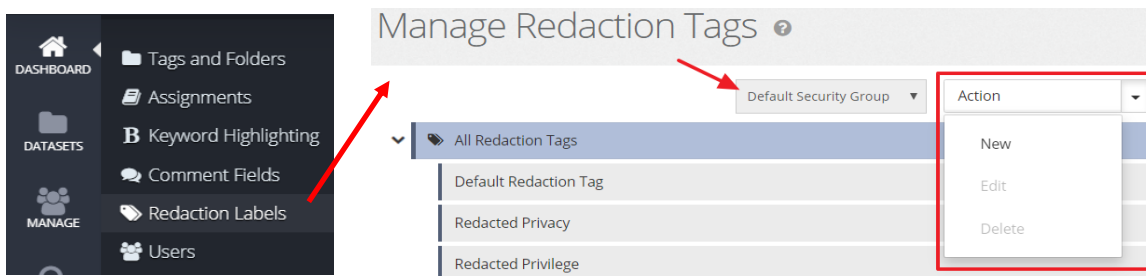 DASHBOARD
DATASETS
MANAGE
Tags and Folders
Assignments
B Keyword Highlighting
Comment Fields
Redaction Labels
Users
Manage Redaction Tags ?
Default Security Group
Action
New
Edit
Delete
All Redaction Tags
Default Redaction Tag
Redacted Privacy
Redacted Privilege